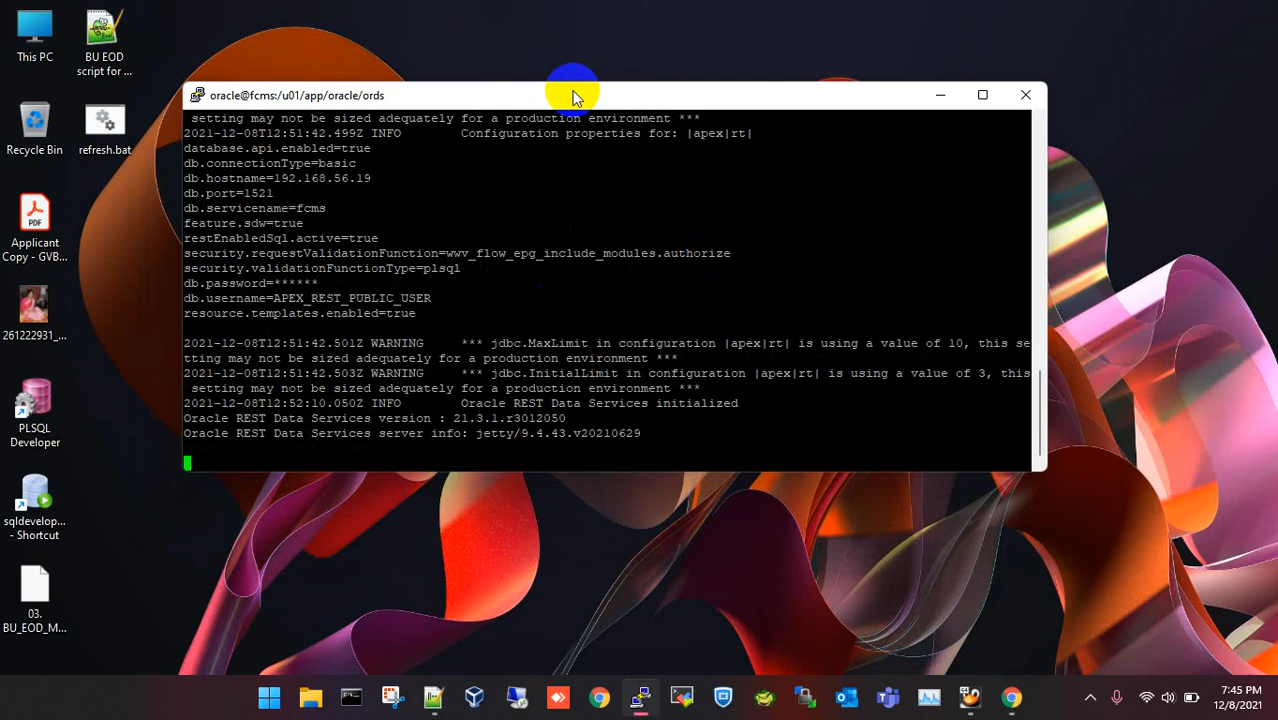 This PC
BU EOD
script for ...
Recycle Bin
refresh.bat
Applicant
Copy - GVB...
261222931_...
PLSQL
Developer
sqldevelop...
- Shortcut
03.
BU_EOD_M...
oracle@fcms:/u01/app/oracle/ords
setting may not be sized adequately for a production environment ***
2021-12-08T12:51:42.499Z INFO Configuration properties for: |apex|rt|
database.api.enabled=true
db.connectionType=basic
db.hostname=192.168.56.19
db.port=1521
db.servicename=fcms
feature.sdw=true
restEnabledSql.active=true
security.requestValidationFunction=wwv_flow_epg_include_modules.authorize
security.validationFunctionType=plsql
db.password=******
db.username=APEX_REST_PUBLIC_USER
resource.templates.enabled=true
2021-12-08T12:51:42.501Z WARNING *** jdbc.MaxLimit in configuration |apex|rt| is using a value of 10, this se
tting may not be sized adequately for a production environment ***
2021-12-08T12:51:42.503Z WARNING *** jdbc.InitialLimit in configuration |apex|rt| is using a value of 3, this
setting may not be sized adequately for a production environment ***
2021-12-08T12:52:10.050Z INFO Oracle REST Data Services initialized
Oracle REST Data Services version : 21.3.1.r3012050
Oracle REST Data Services server info: jetty/9.4.43.v20210629
7:45 PM
12/8/2021